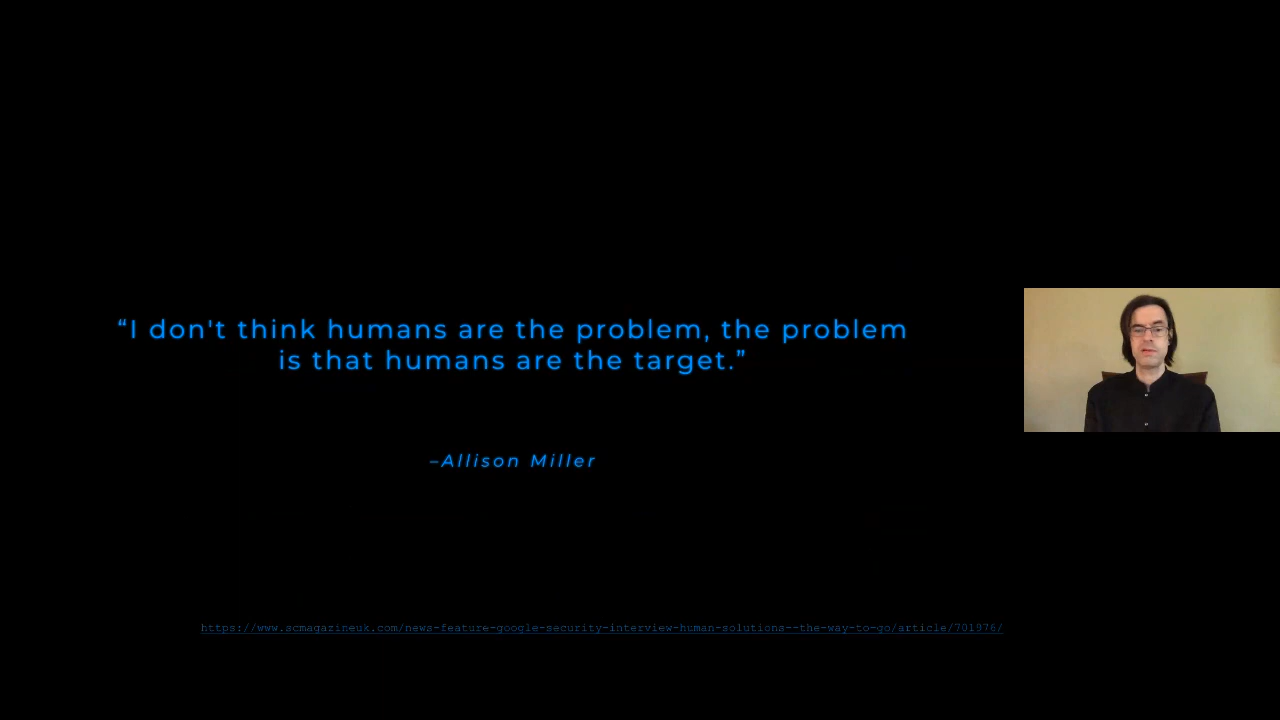 “I don't think humans are the problem, the problem
is that humans are the target.”
–Allison Miller
https://www.scmagazineuk.com/news-feature-google-security-interview-human-solutions--the-way-to-go/article/701976/